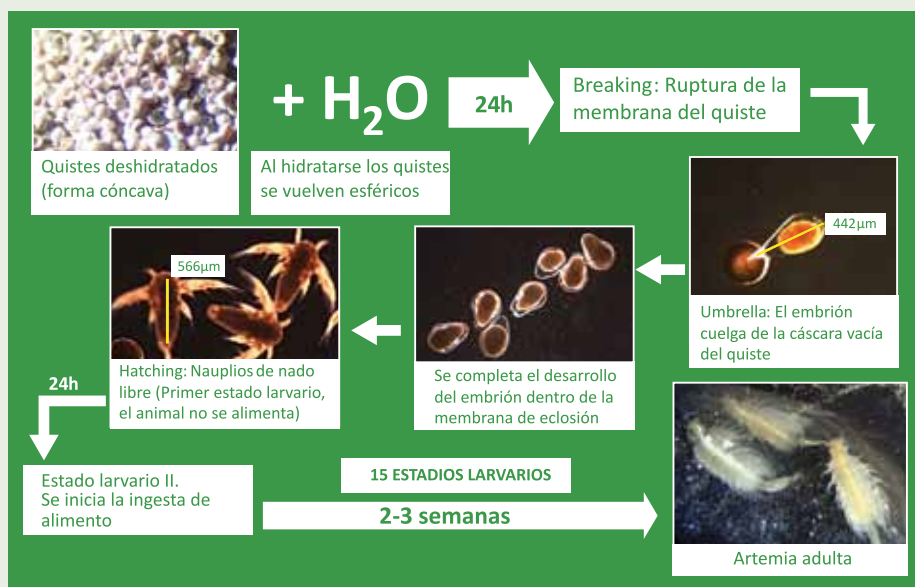 Quistes deshidratados
(forma cóncava)
+ H₂O
Al hidratarse los quistes
se vuelven esféricos
24h
Breaking: Ruptura de la
membrana del quiste
442µm
Umbrella: El embrión
cuelga de la cáscara vacía
del quiste
Se completa el desarrollo
del embrión dentro de la
membrana de eclosión
566µm
Hatching: Nauplios de nado
libre (Primer estado larvario,
el animal no se alimenta)
24h
Estado larvario II.
Se inicia la ingesta de
alimento
15 ESTADIOS LARVARIOS
2-3 semanas
Artemia adulta